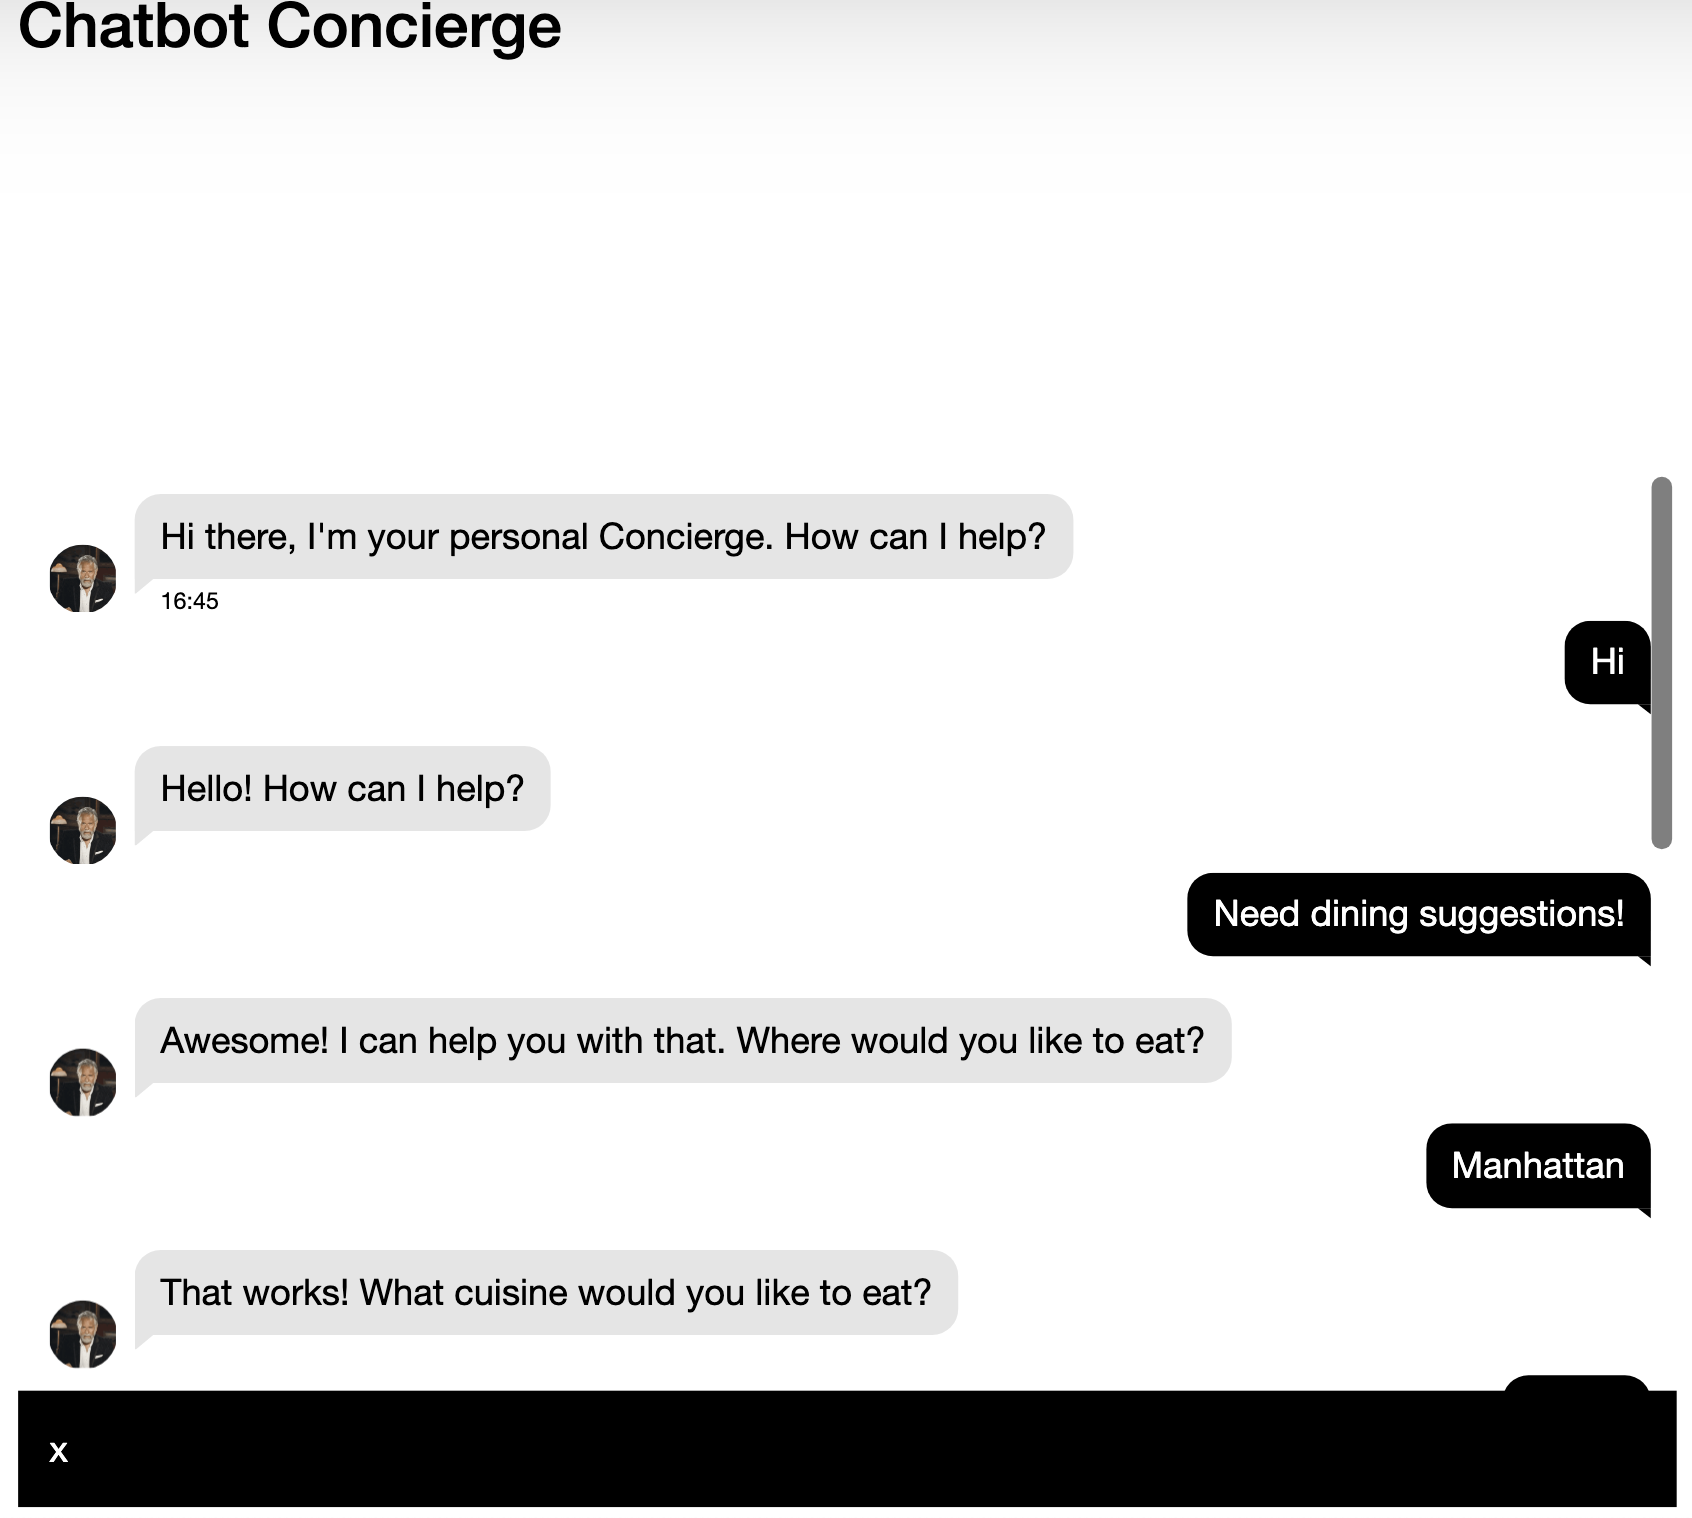 Chatbot Concierge
Hi there, I'm your personal Concierge. How can I help?
16:45
Hi
Hello! How can I help?
Need dining suggestions!
Awesome! I can help you with that. Where would you like to eat?
Manhattan
That works! What cuisine would you like to eat?
x